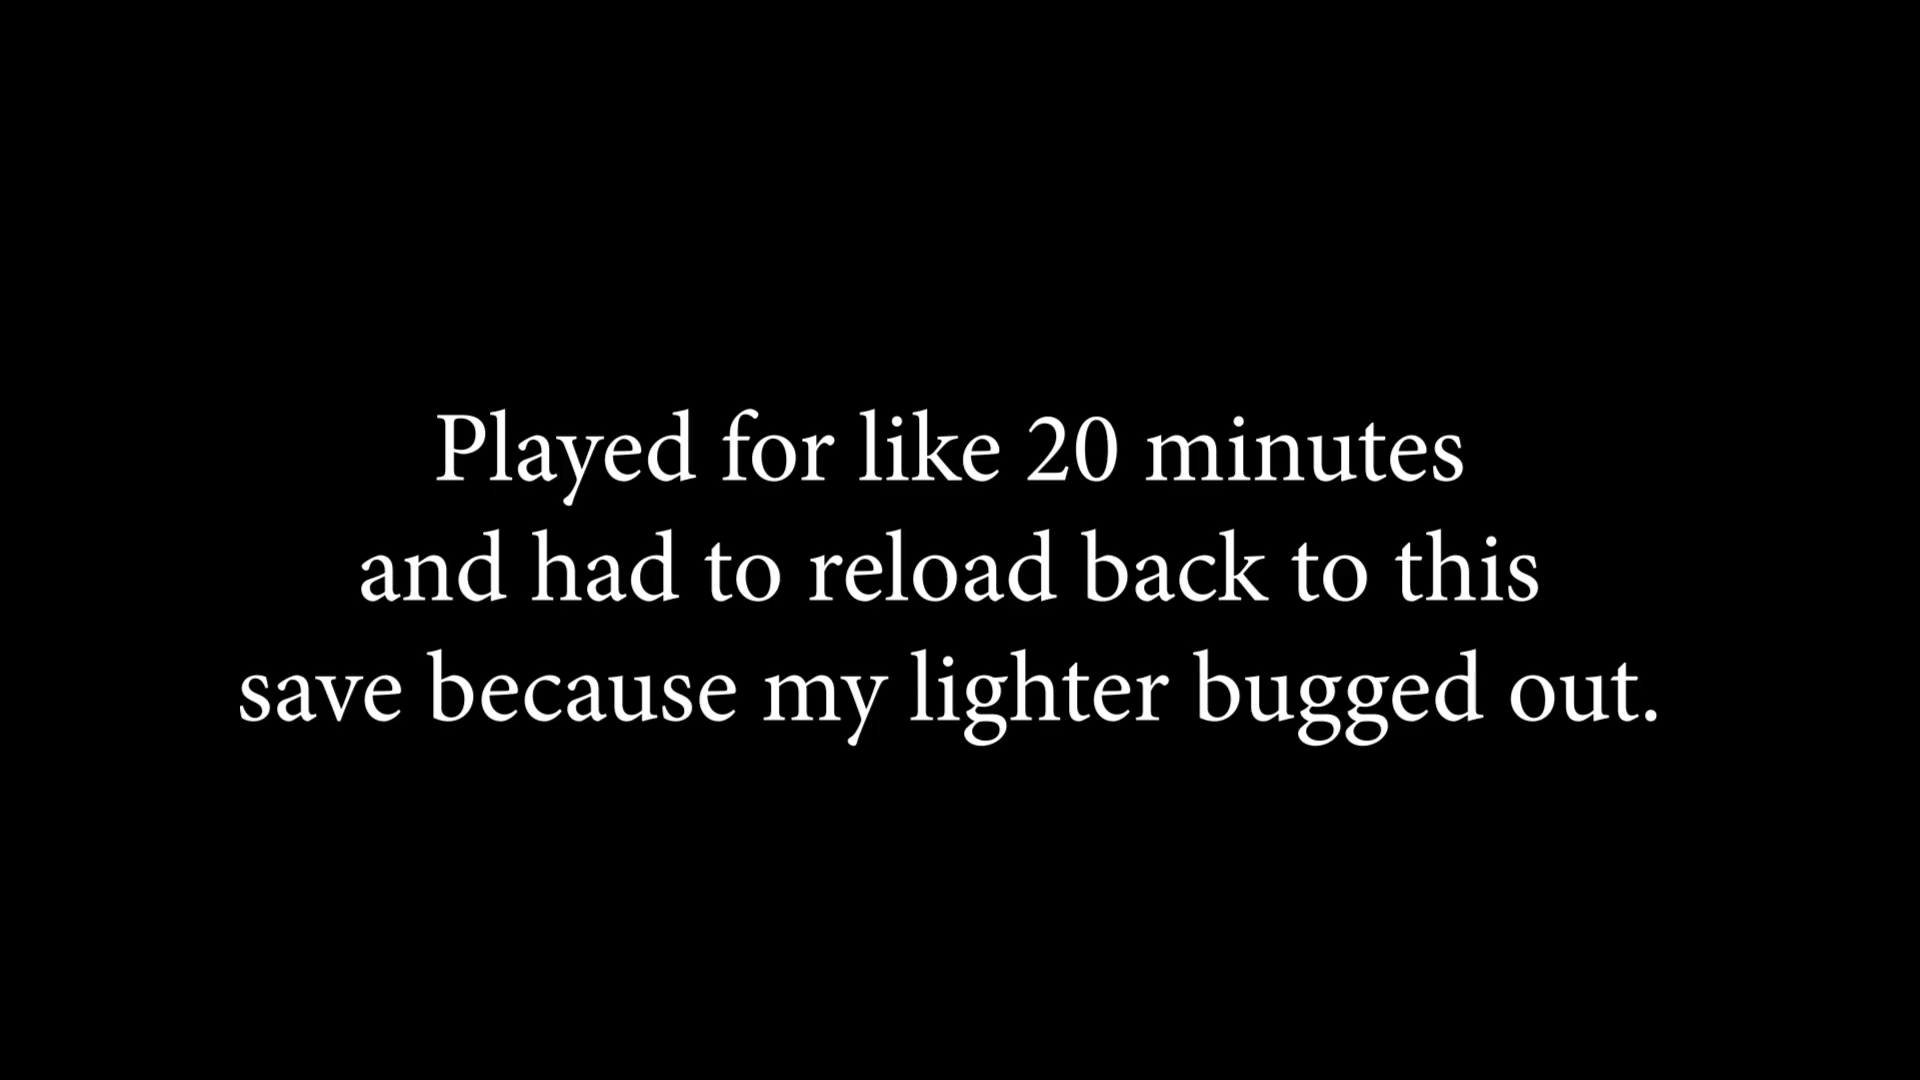 Played for like 20 minutes
and had to reload back to this
save because my lighter bugged out.